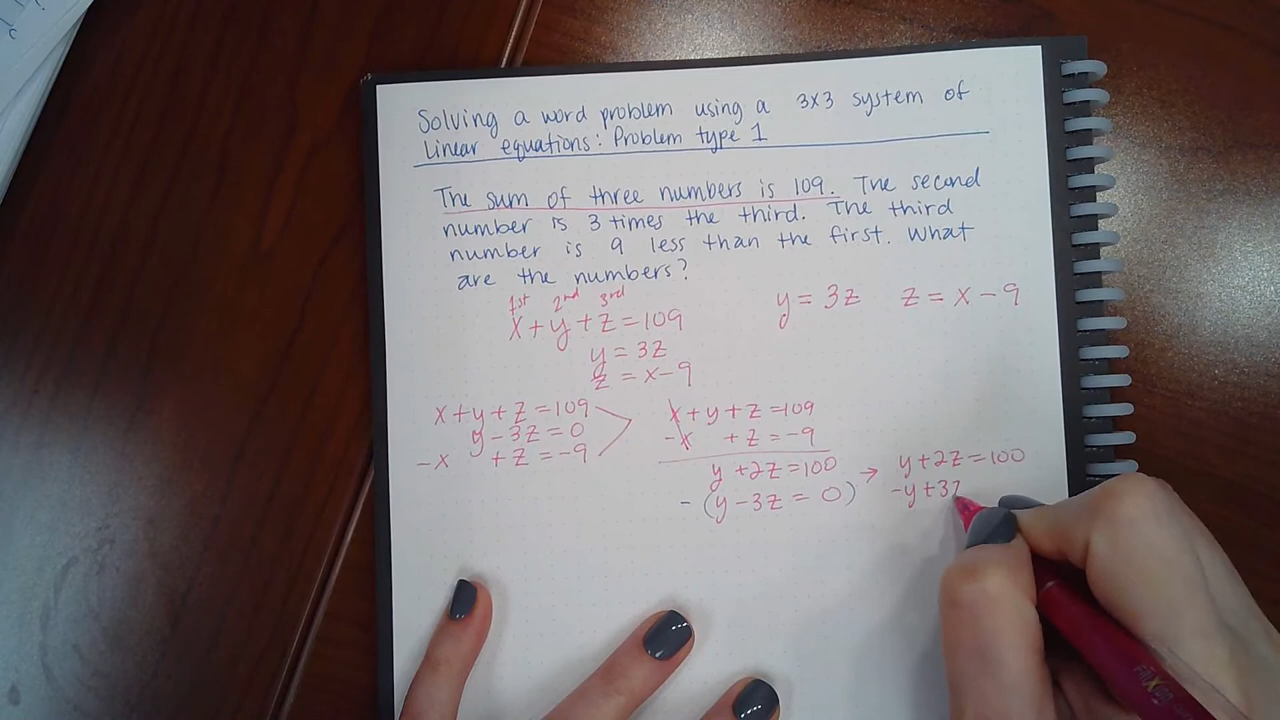 Solving a word problem using a 3x3 system of
linear equations: Problem type 1
The sum of three numbers is 109. The second
number is 3 times the third. The third
number is 9 less than the first. What
are the numbers?
1st 2nd 3rd
x+y+z=109
y = 3z
z = x-9
y = 3z z = x-9
x+y+z=109
y-3z=0
-x +z=-9
x+y+z=109
-x +z=-9
y+2z=100
-(y-3z=0)
→ y+2z=100
-y+3z